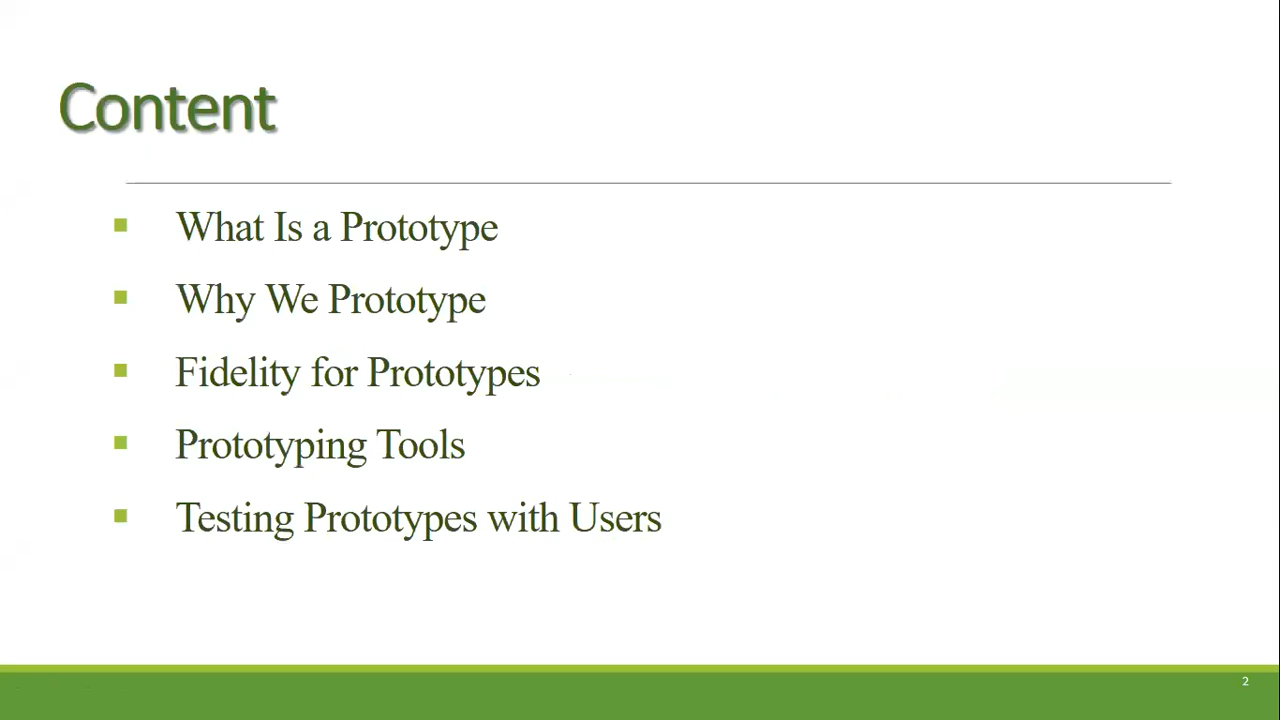 Content
▪ What Is a Prototype
▪ Why We Prototype
▪ Fidelity for Prototypes
▪ Prototyping Tools
▪ Testing Prototypes with Users
2